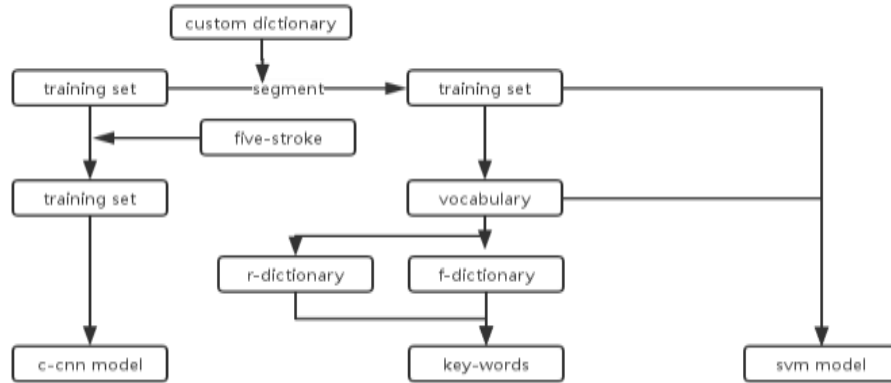 custom dictionary
training set
segment
training set
five-stroke
training set
vocabulary
r-dictionary
f-dictionary
c-cnn model
key-words
svm model